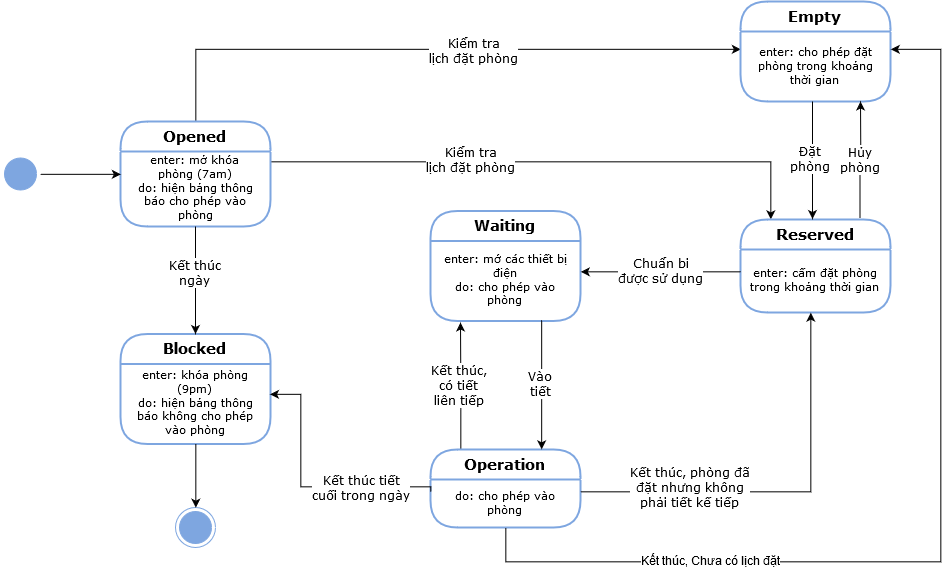 Empty
enter: cho phép đặt
phòng trong khoảng
thời gian
Kiểm tra
lịch đặt phòng
Opened
enter: mở khóa
phòng (7am)
do: hiện bảng thông
báo cho phép vào
phòng
Kiểm tra
lịch đặt phòng
Đặt
phòng
Hủy
phòng
Waiting
enter: mở các thiết bị
điện
do: cho phép vào
phòng
Chuẩn bi
được sử dụng
Reserved
enter: cấm đặt phòng
trong khoảng thời gian
Kết thúc
ngày
Blocked
enter: khóa phòng
(9pm)
do: hiện bảng thông
báo không cho phép
vào phòng
Kết thúc,
có tiết
liên tiếp
Vào
tiết
Kết thúc tiết
cuối trong ngày
Operation
do: cho phép vào
phòng
Kết thúc, phòng đã
đặt nhưng không
phải tiết kế tiếp
Kết thúc, Chưa có lịch đặt